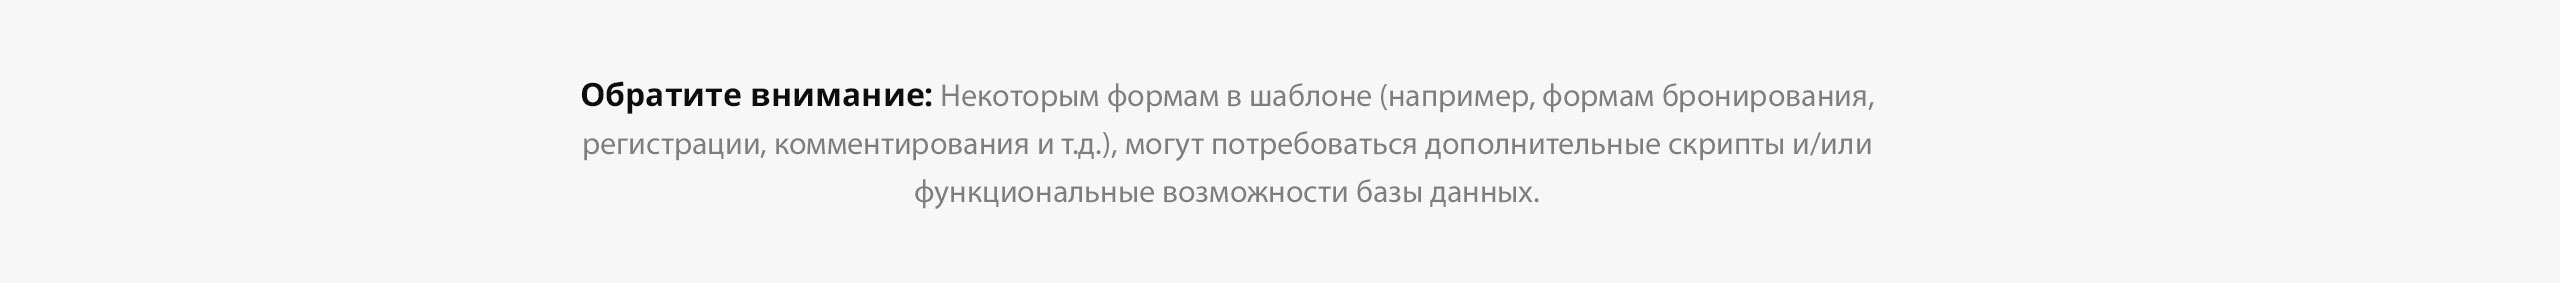 Обратите внимание: Некоторым формам в шаблоне (например, формам бронирования,
регистрации, комментирования и т.д.), могут потребоваться дополнительные скрипты и/или
функциональные возможности базы данных.